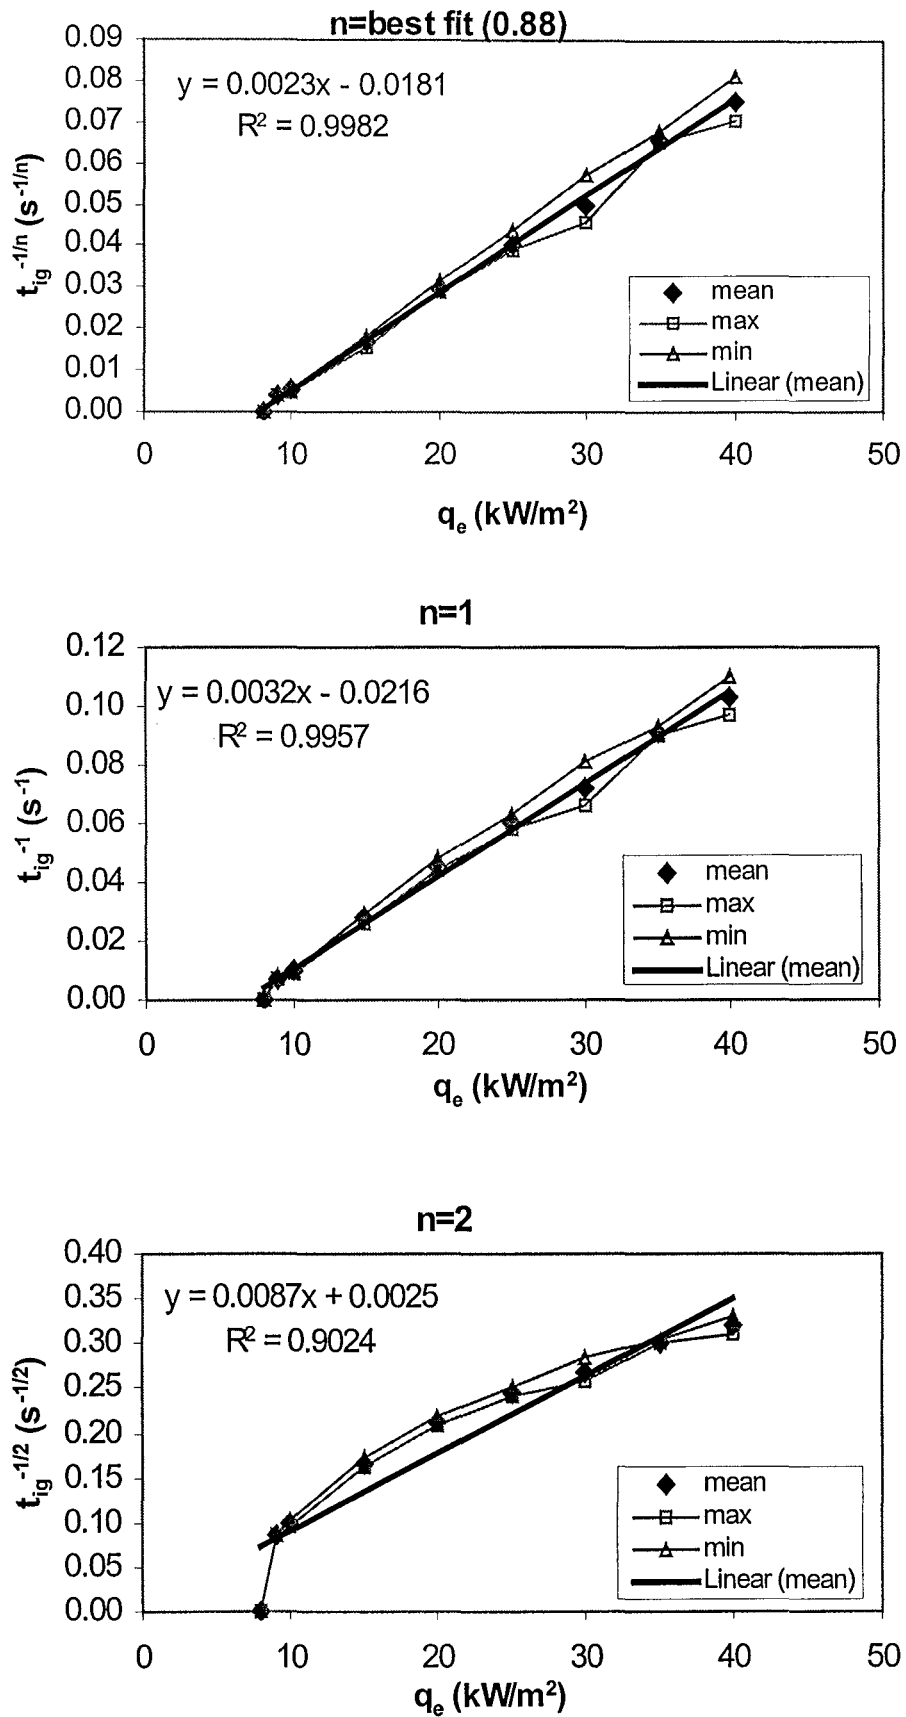 n=best fit (0.88)
0.09
0.08
0.07
0.06
0.05
0.04
0.03
0.02
0.01
0.00
y = 0.0023x - 0.0181
R² = 0.9982
t_ig^-1/n (s^-1/n)
mean
max
min
Linear (mean)
0 10 20 30 40 50
q_e (kW/m²)
n=1
0.12
0.10
0.08
0.06
0.04
0.02
0.00
y = 0.0032x - 0.0216
R² = 0.9957
t_ig^-1 (s^-1)
mean
max
min
Linear (mean)
0 10 20 30 40 50
q_e (kW/m²)
n=2
0.40
0.35
0.30
0.25
0.20
0.15
0.10
0.05
0.00
y = 0.0087x + 0.0025
R² = 0.9024
t_ig^-1/2 (s^-1/2)
mean
max
min
Linear (mean)
0 10 20 30 40 50
q_e (kW/m²)